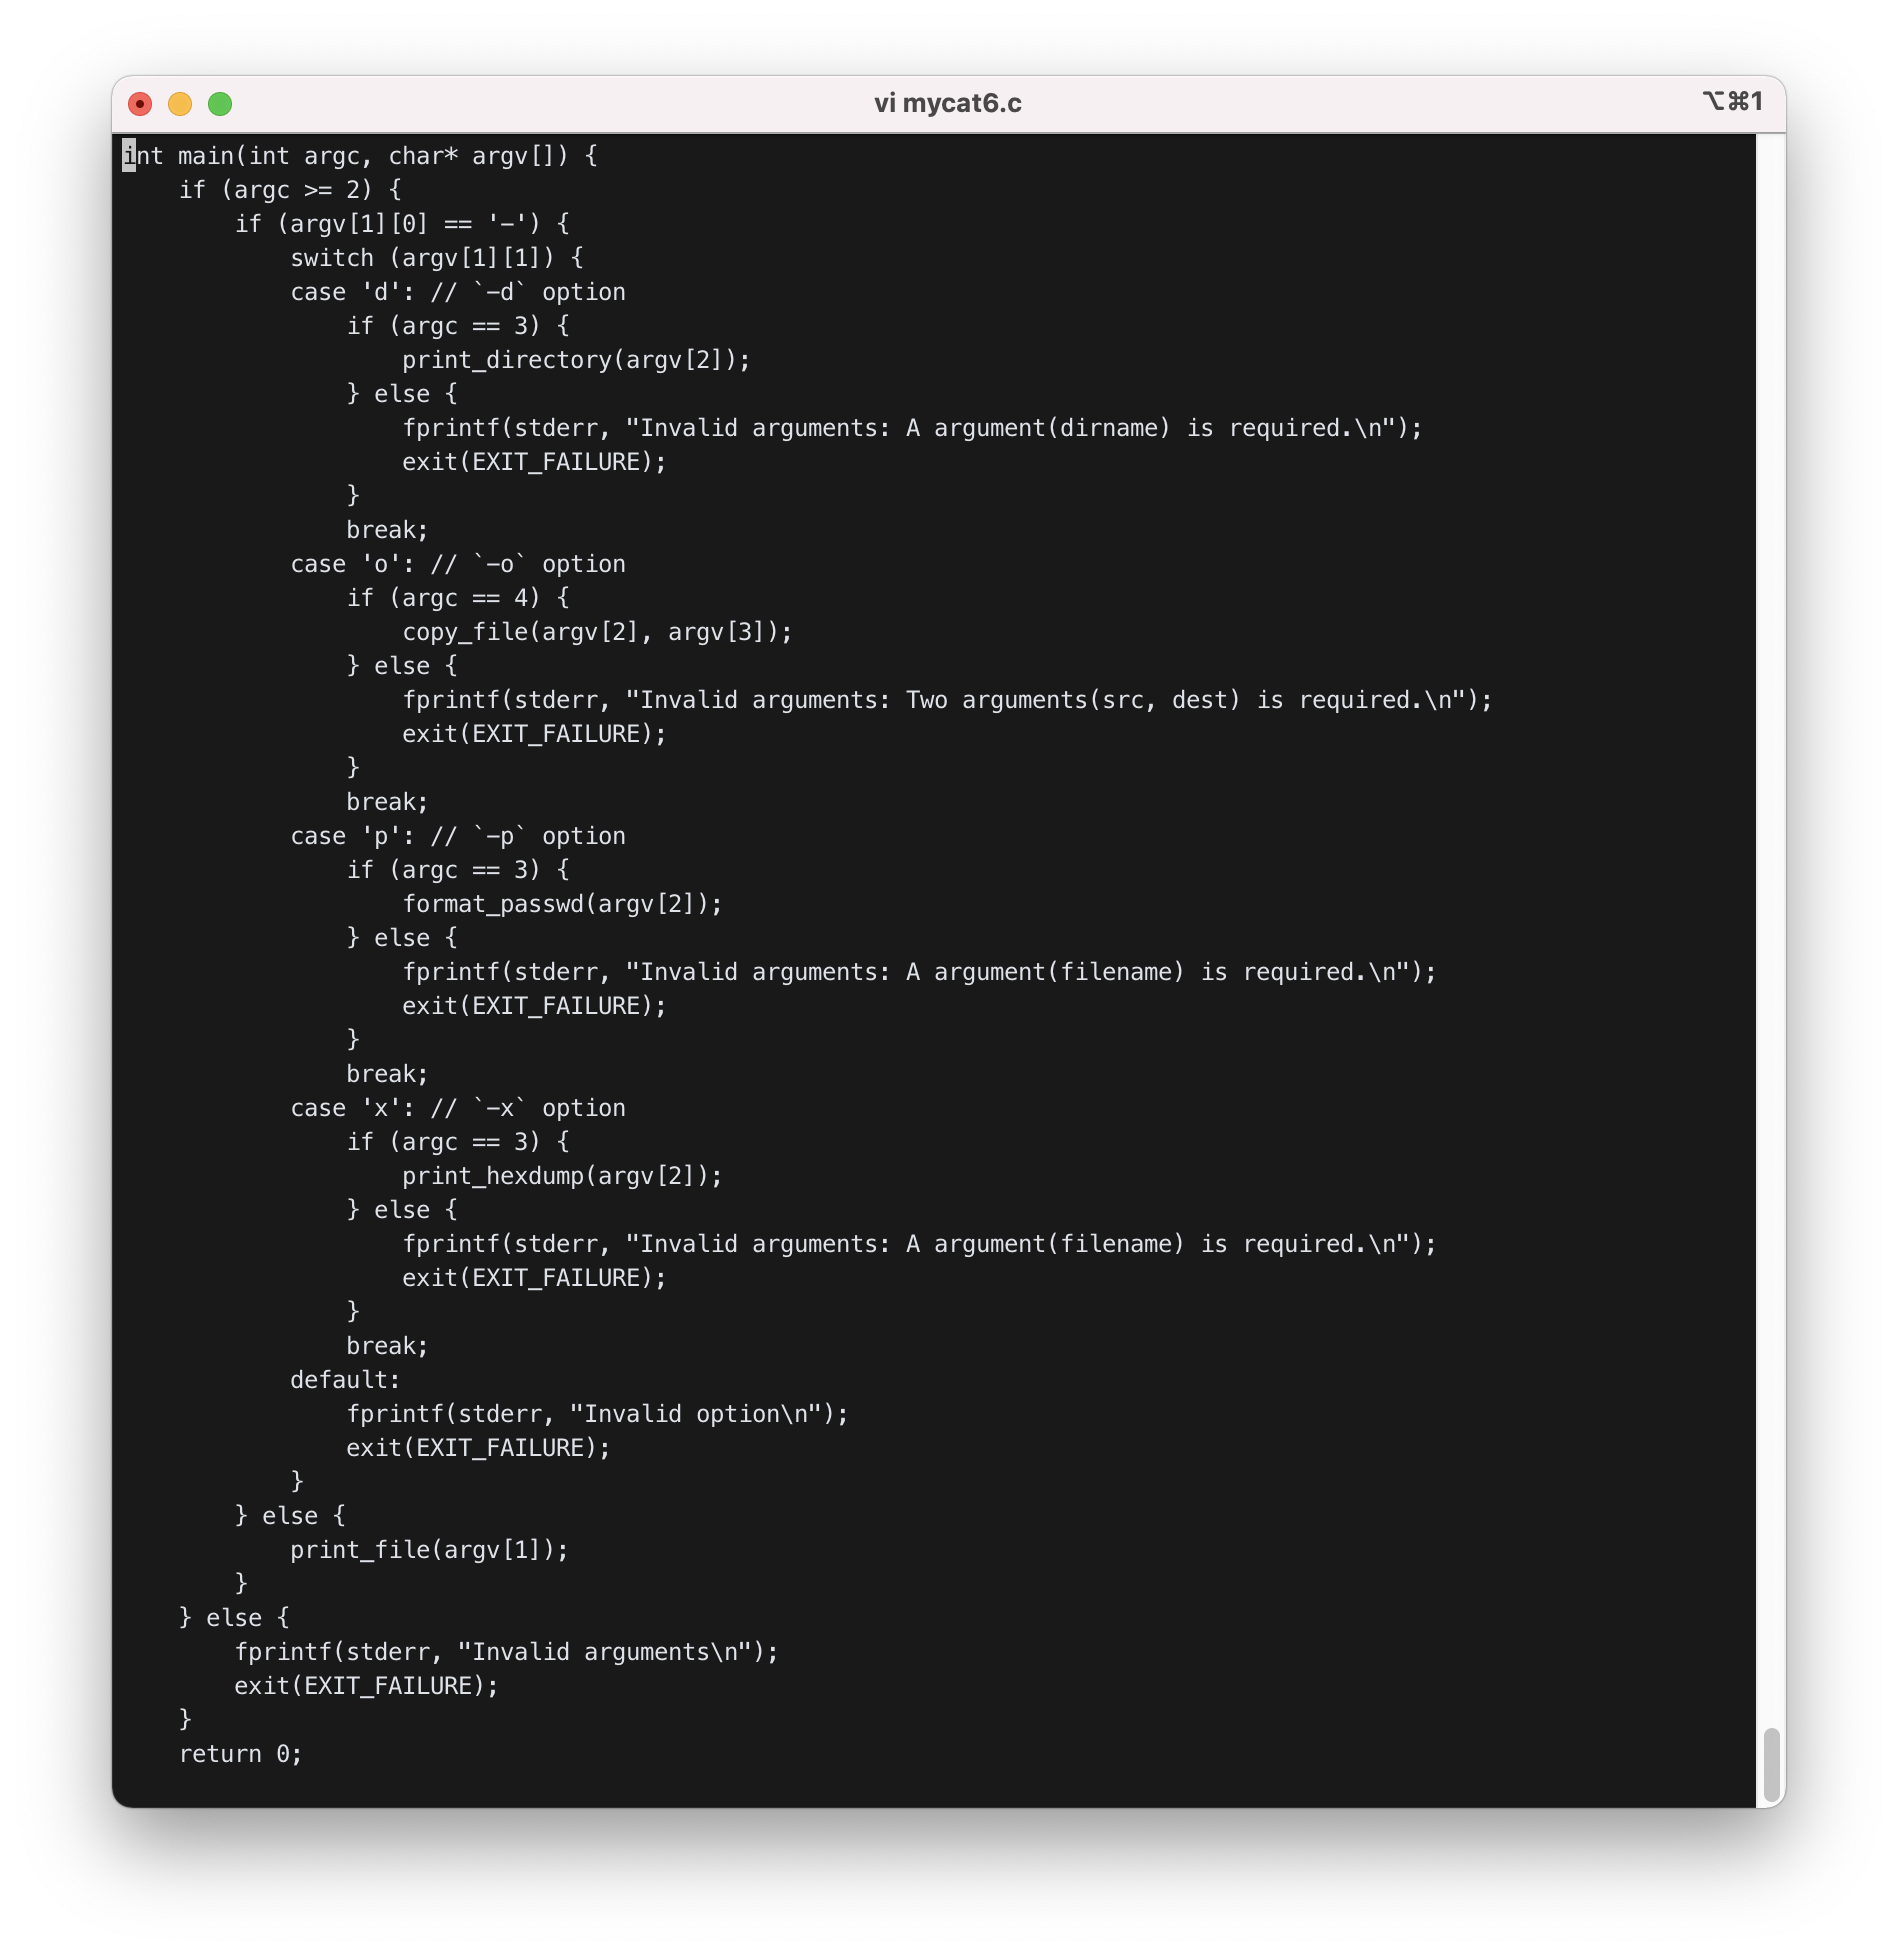 vi mycat6.c
⌥⌘1
int main(int argc, char* argv[]) {
    if (argc >= 2) {
        if (argv[1][0] == '-') {
            switch (argv[1][1]) {
            case 'd': // `-d` option
                if (argc == 3) {
                    print_directory(argv[2]);
                } else {
                    fprintf(stderr, "Invalid arguments: A argument(dirname) is required.\n");
                    exit(EXIT_FAILURE);
                }
                break;
            case 'o': // `-o` option
                if (argc == 4) {
                    copy_file(argv[2], argv[3]);
                } else {
                    fprintf(stderr, "Invalid arguments: Two arguments(src, dest) is required.\n");
                    exit(EXIT_FAILURE);
                }
                break;
            case 'p': // `-p` option
                if (argc == 3) {
                    format_passwd(argv[2]);
                } else {
                    fprintf(stderr, "Invalid arguments: A argument(filename) is required.\n");
                    exit(EXIT_FAILURE);
                }
                break;
            case 'x': // `-x` option
                if (argc == 3) {
                    print_hexdump(argv[2]);
                } else {
                    fprintf(stderr, "Invalid arguments: A argument(filename) is required.\n");
                    exit(EXIT_FAILURE);
                }
                break;
            default:
                fprintf(stderr, "Invalid option\n");
                exit(EXIT_FAILURE);
            }
        } else {
            print_file(argv[1]);
        }
    } else {
        fprintf(stderr, "Invalid arguments\n");
        exit(EXIT_FAILURE);
    }
    return 0;